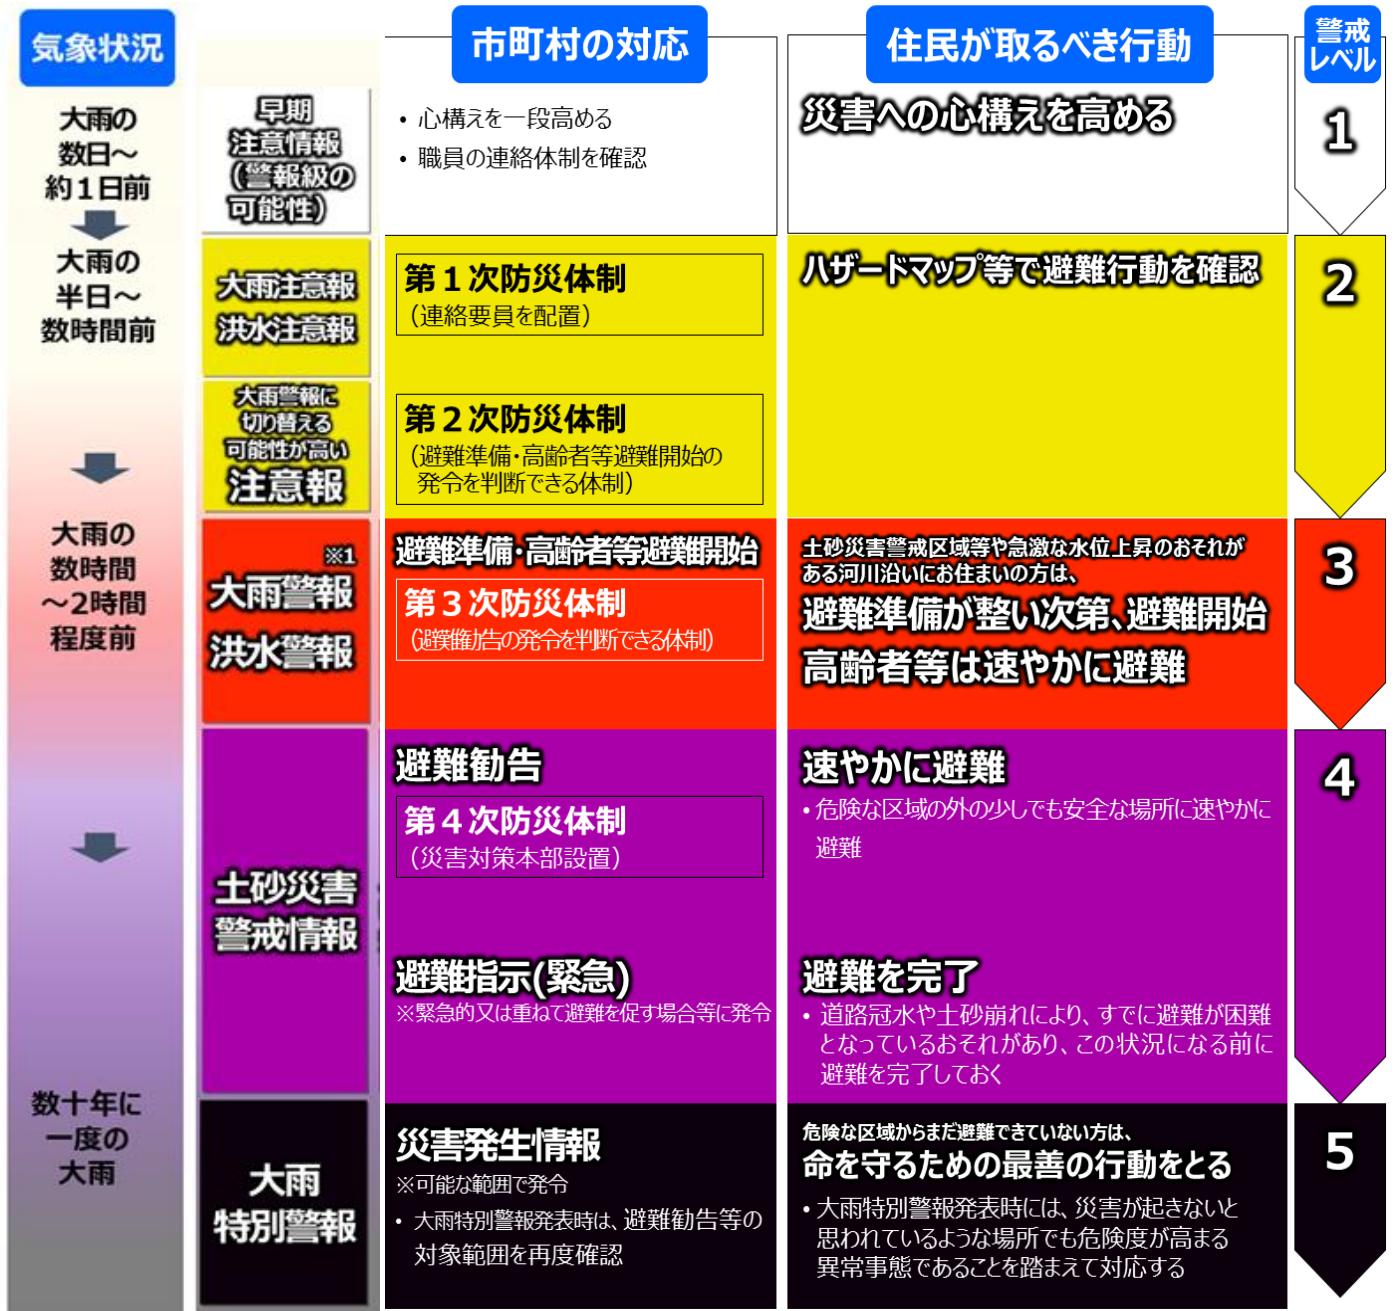 気象状況
市町村の対応
住民が取るべき行動
警戒
レベル
大雨の
数日～
約１日前
早期
注意情報
（警報級の
可能性）
• 心構えを一段高める
• 職員の連絡体制を確認
災害への心構えを高める
1
大雨の
半日～
数時間前
大雨注意報
洪水注意報
第１次防災体制
（連絡要員を配置）
ハザードマップ等で避難行動を確認
2
大雨警報に
切り替える
可能性が高い
注意報
第２次防災体制
（避難準備・高齢者等避難開始の
発令を判断できる体制）
大雨の
数時間
～2時間
程度前
※1
大雨警報
洪水警報
避難準備・高齢者等避難開始
第３次防災体制
（避難勧告の発令を判断できる体制）
土砂災害警戒区域等や急激な水位上昇のおそれが
ある河川沿いにお住まいの方は、
避難準備が整い次第、避難開始
高齢者等は速やかに避難
3
土砂災害
警戒情報
避難勧告
第４次防災体制
（災害対策本部設置）
避難指示(緊急)
※緊急的又は重ねて避難を促す場合等に発令
速やかに避難
• 危険な区域の外の少しでも安全な場所に速やかに
避難
避難を完了
• 道路冠水や土砂崩れにより、すでに避難が困難
となっているおそれがあり、この状況になる前に
避難を完了しておく
4
数十年に
一度の
大雨
大雨
特別警報
災害発生情報
※可能な範囲で発令
• 大雨特別警報発表時は、避難勧告等の
対象範囲を再度確認
危険な区域からまだ避難できていない方は、
命を守るための最善の行動をとる
• 大雨特別警報発表時には、災害が起きないと
思われているような場所でも危険度が高まる
異常事態であることを踏まえて対応する
5